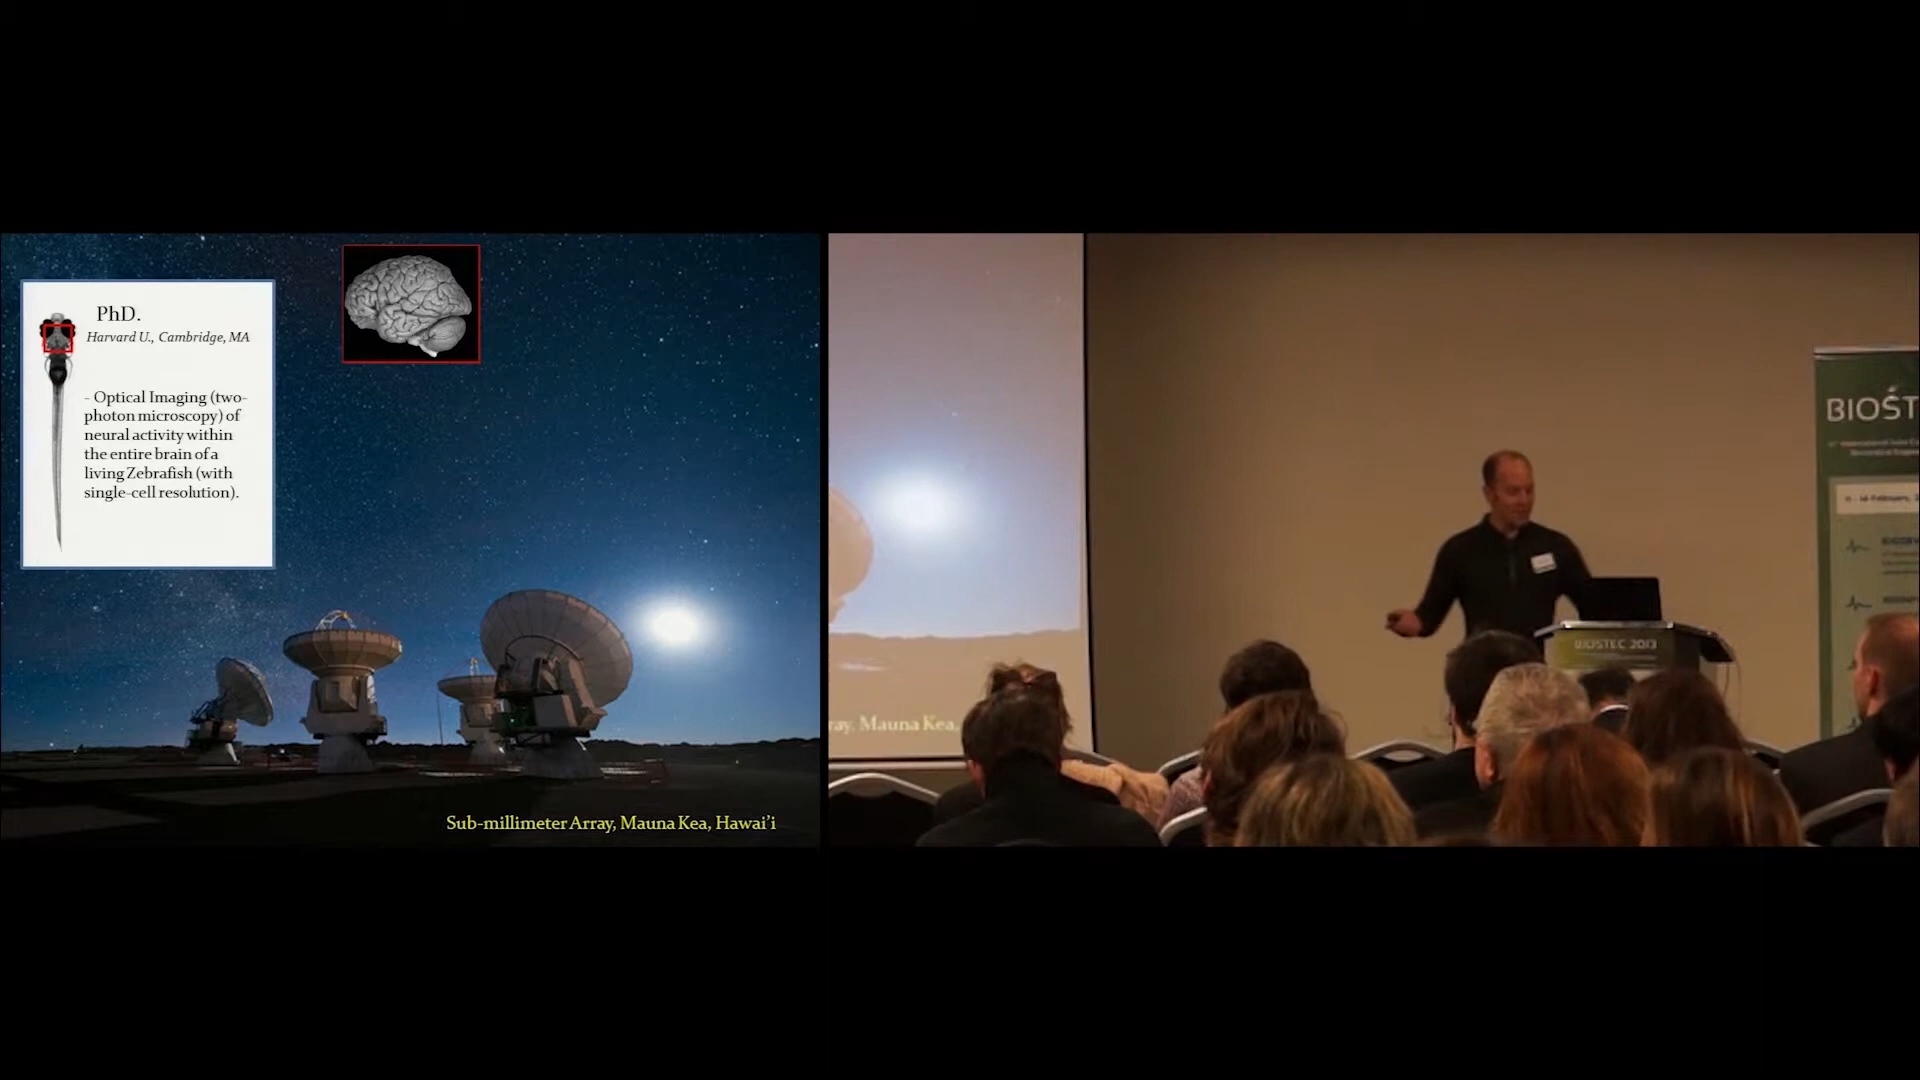 PhD.
Harvard U., Cambridge, MA
- Optical Imaging (two-
photon microscopy) of
neural activity within
the entire brain of a
living Zebrafish (with
single-cell resolution).
Sub-millimeter Array, Mauna Kea, Hawai'i
ray, Mauna Kea,
BIOSTEC 2013
BIOST